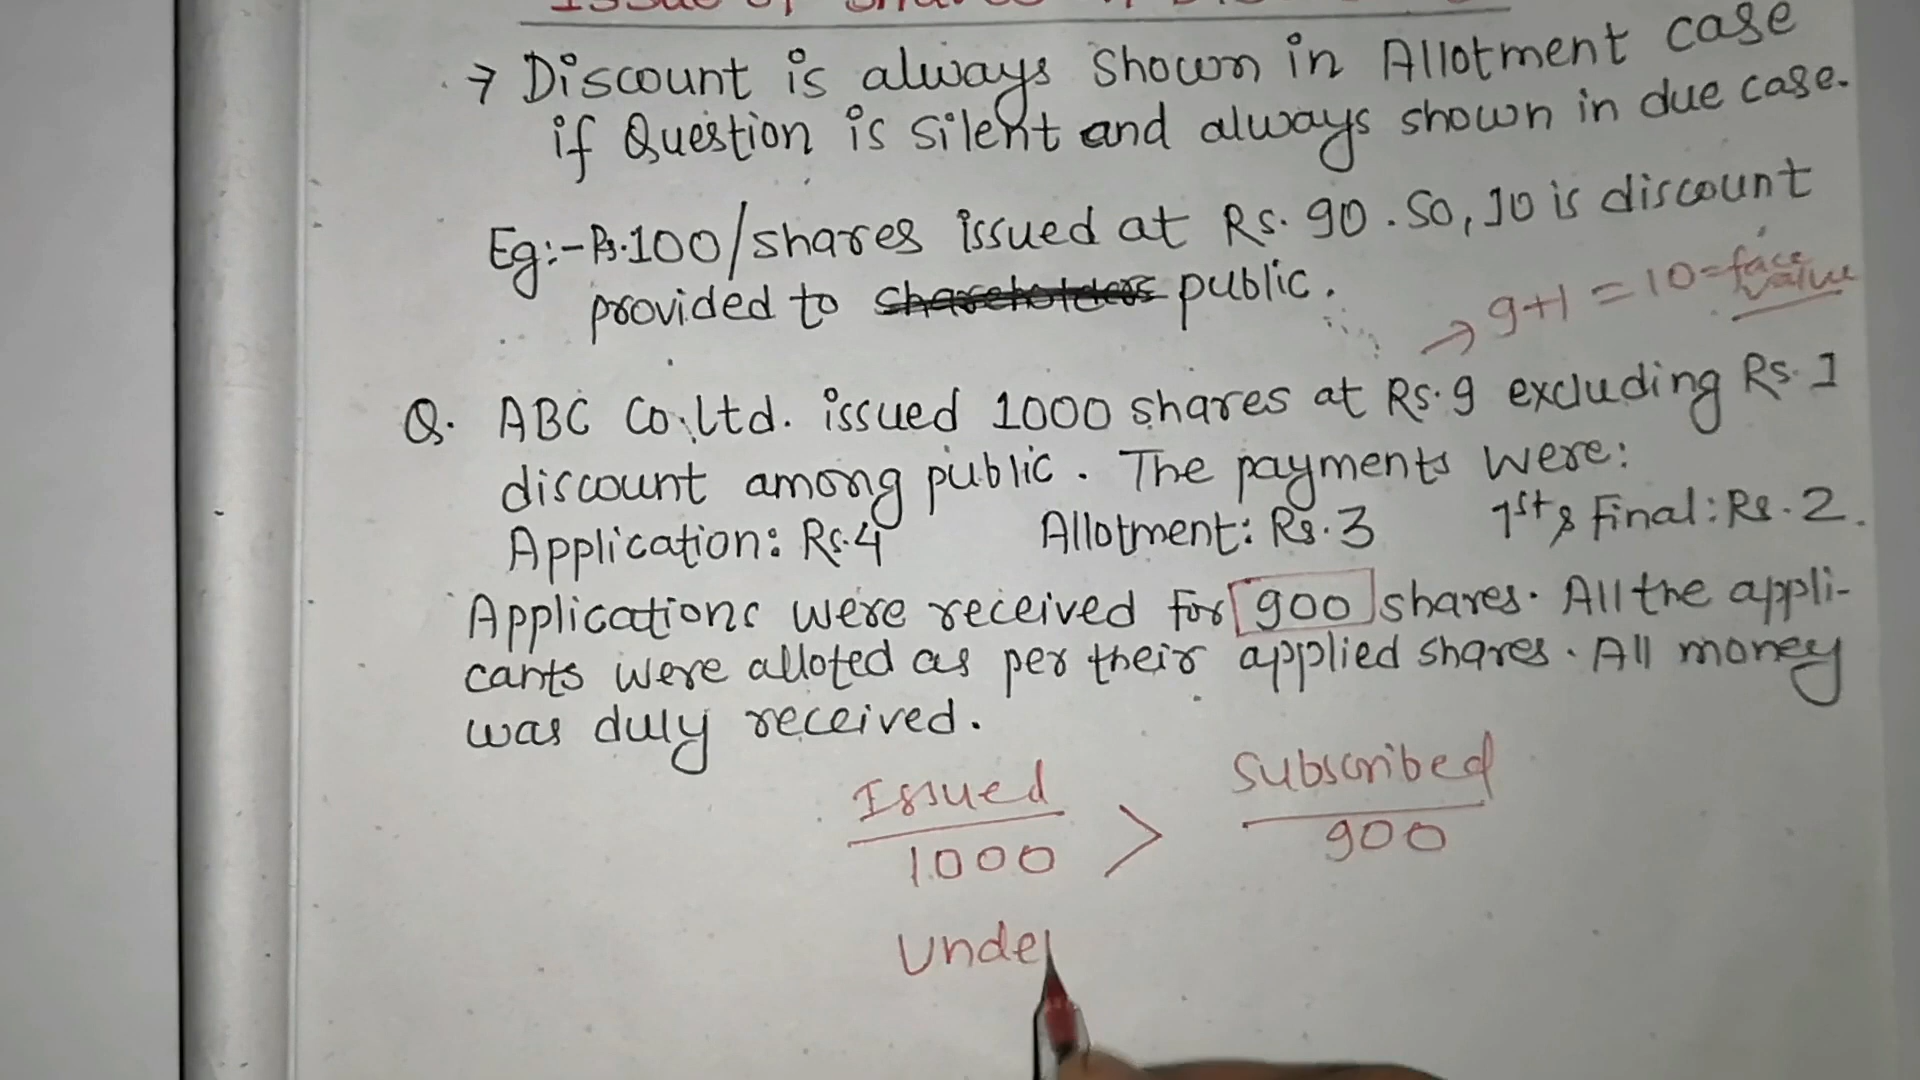 → Discount is always shown in Allotment case
if Question is silent and always shown in due case.
Eg:- Rs.100/shares issued at Rs. 90. So, 10 is discount
provided to public.
→ 9+1 = 10 = face value
Q. ABC Co. Ltd. issued 1000 shares at Rs. 9 excluding Rs. 1
discount among public. The payments were:
Application: Rs. 4 Allotment: Rs. 3 1st & Final: Rs. 2.
Applications were received for 900 shares. All the appli-
cants were alloted as per their applied shares. All money
was duly received.
Issued Subscribed
1000 > 900
Unde